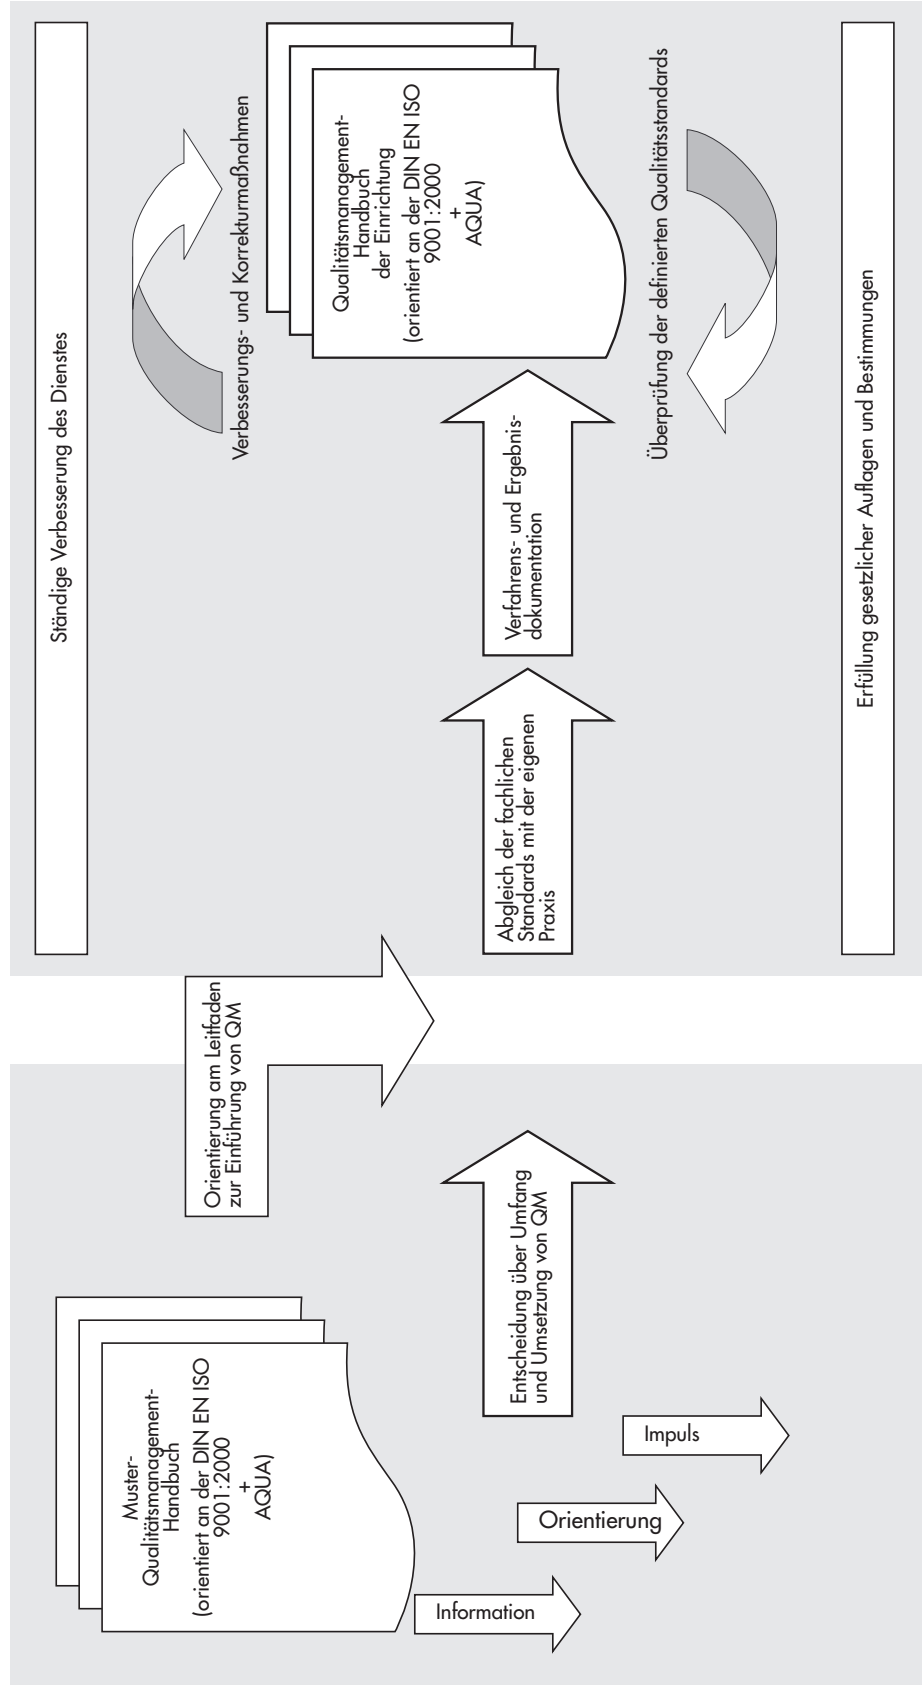 Ständige Verbesserung des Dienstes
Verbesserungs- und Korrekturmaßnahmen
Qualitätsmanagement-
Handbuch
der Einrichtung
(orientiert an der DIN EN ISO
9001:2000
+
AQUA)
Überprüfung der definierten Qualitätsstandards
Erfüllung gesetzlicher Auflagen und Bestimmungen
Verfahrens- und Ergebnis-
dokumentation
Abgleich der fachlichen
Standards mit der eigenen
Praxis
Orientierung am Leitfaden
zur Einführung von QM
Entscheidung über Umfang
und Umsetzung von QM
Muster-
Qualitätsmanagement-
Handbuch
(orientiert an der DIN EN ISO
9001:2000
+
AQUA)
Impuls
Orientierung
Information